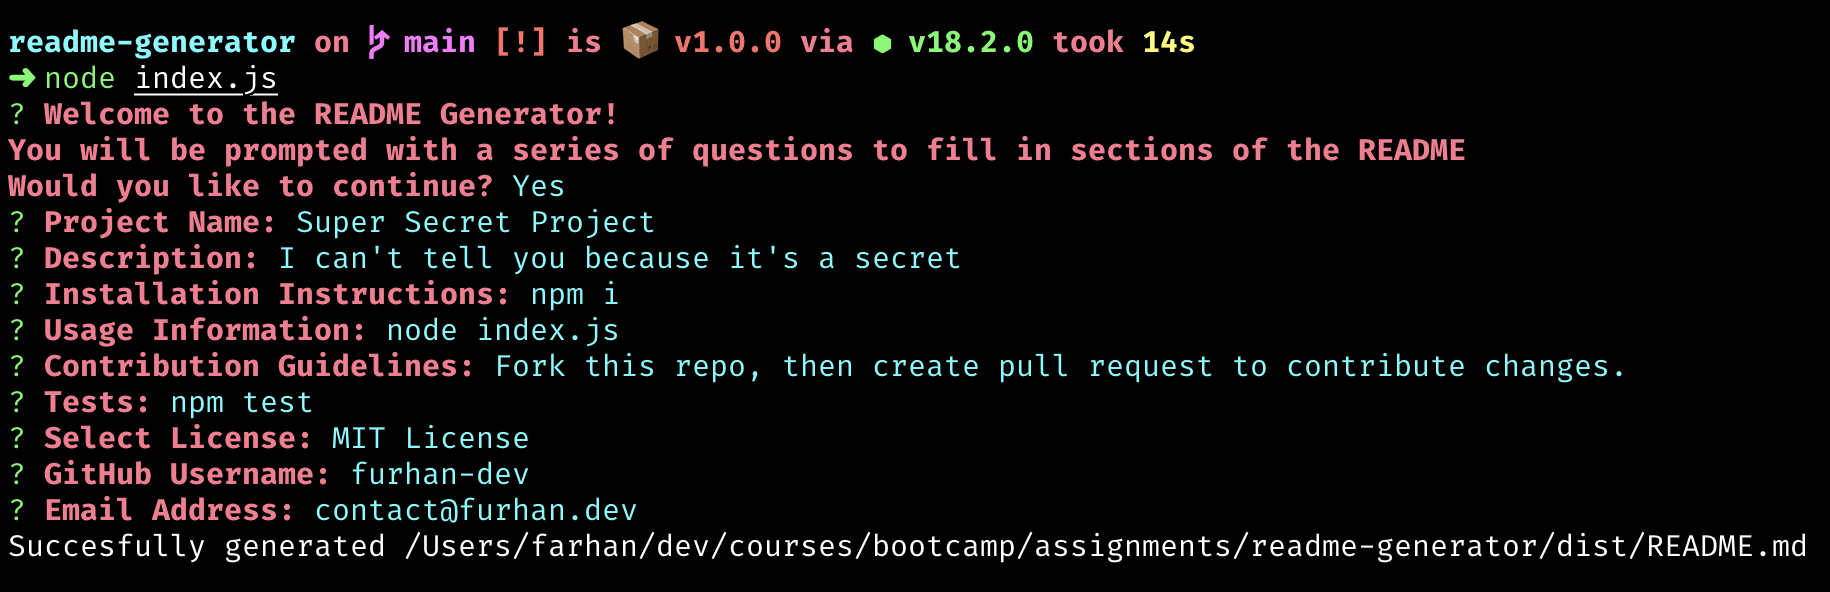 readme-generator on main [!] is 📦 v1.0.0 via ⬢ v18.2.0 took 14s
➜ node index.js
? Welcome to the README Generator!
You will be prompted with a series of questions to fill in sections of the README
Would you like to continue? Yes
? Project Name: Super Secret Project
? Description: I can't tell you because it's a secret
? Installation Instructions: npm i
? Usage Information: node index.js
? Contribution Guidelines: Fork this repo, then create pull request to contribute changes.
? Tests: npm test
? Select License: MIT License
? GitHub Username: furhan-dev
? Email Address: contact@furhan.dev
Succesfully generated /Users/farhan/dev/courses/bootcamp/assignments/readme-generator/dist/README.md